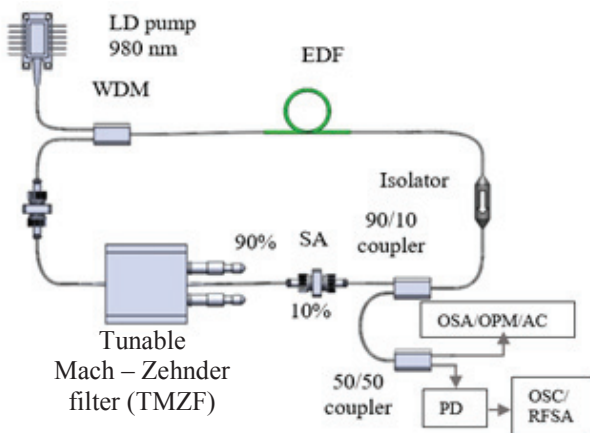 LD pump
980 nm
EDF
WDM
Isolator
90/10
coupler
90%
SA
10%
OSA/OPM/AC
Tunable
Mach – Zehnder
filter (TMZF)
50/50
coupler
PD
OSC/
RFSA